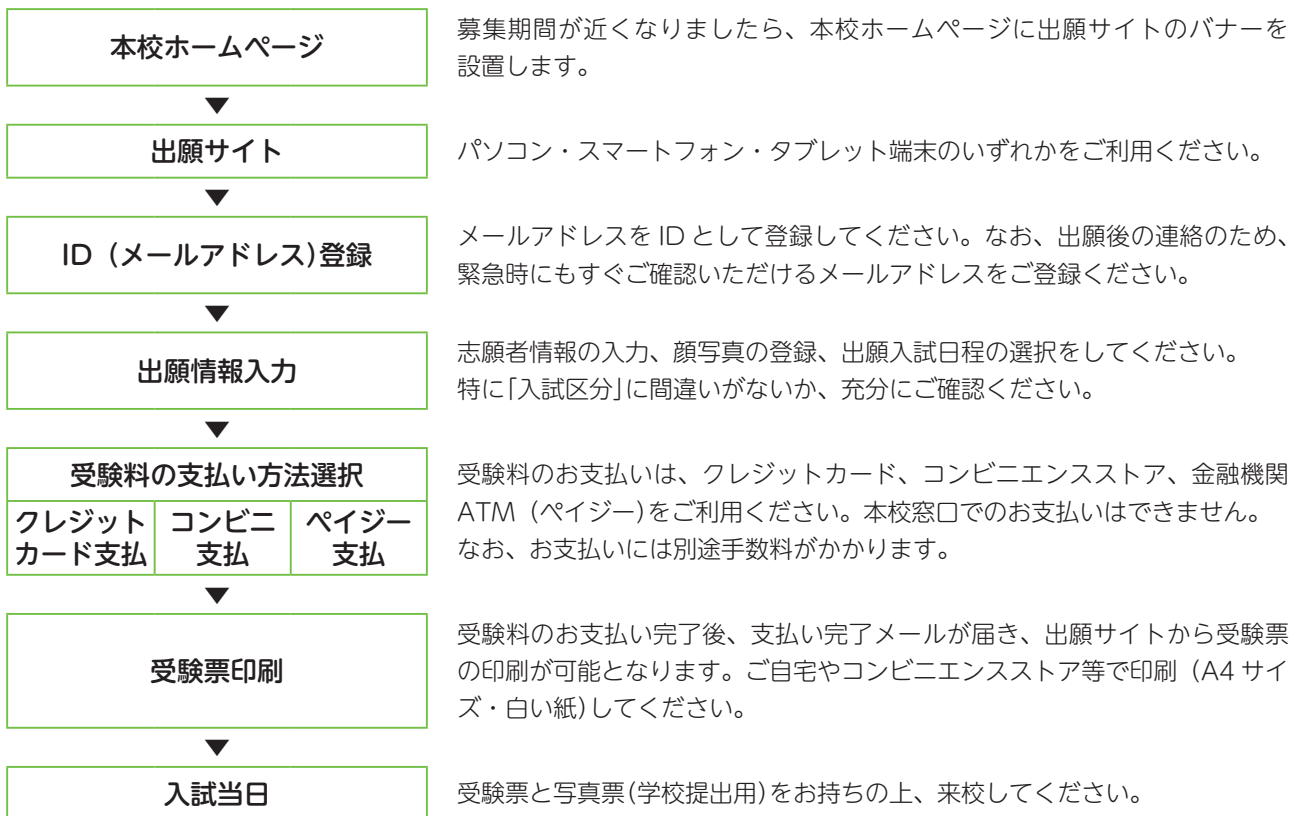 本校ホームページ
募集期間が近くなりましたら、本校ホームページに出願サイトのバナーを
設置します。
▼
出願サイト
パソコン・スマートフォン・タブレット端末のいずれかをご利用ください。
▼
ID（メールアドレス）登録
メールアドレスを ID として登録してください。なお、出願後の連絡のため、
緊急時にもすぐご確認いただけるメールアドレスをご登録ください。
▼
出願情報入力
志願者情報の入力、顔写真の登録、出願入試日程の選択をしてください。
特に「入試区分」に間違いがないか、充分にご確認ください。
▼
受験料の支払い方法選択
クレジット
カード支払
コンビニ
支払
ペイジー
支払
受験料のお支払いは、クレジットカード、コンビニエンスストア、金融機関
ATM（ペイジー）をご利用ください。本校窓口でのお支払いはできません。
なお、お支払いには別途手数料がかかります。
▼
受験票印刷
受験料のお支払い完了後、支払い完了メールが届き、出願サイトから受験票
の印刷が可能となります。ご自宅やコンビニエンスストア等で印刷（A4 サイ
ズ・白い紙）してください。
▼
入試当日
受験票と写真票（学校提出用）をお持ちの上、来校してください。